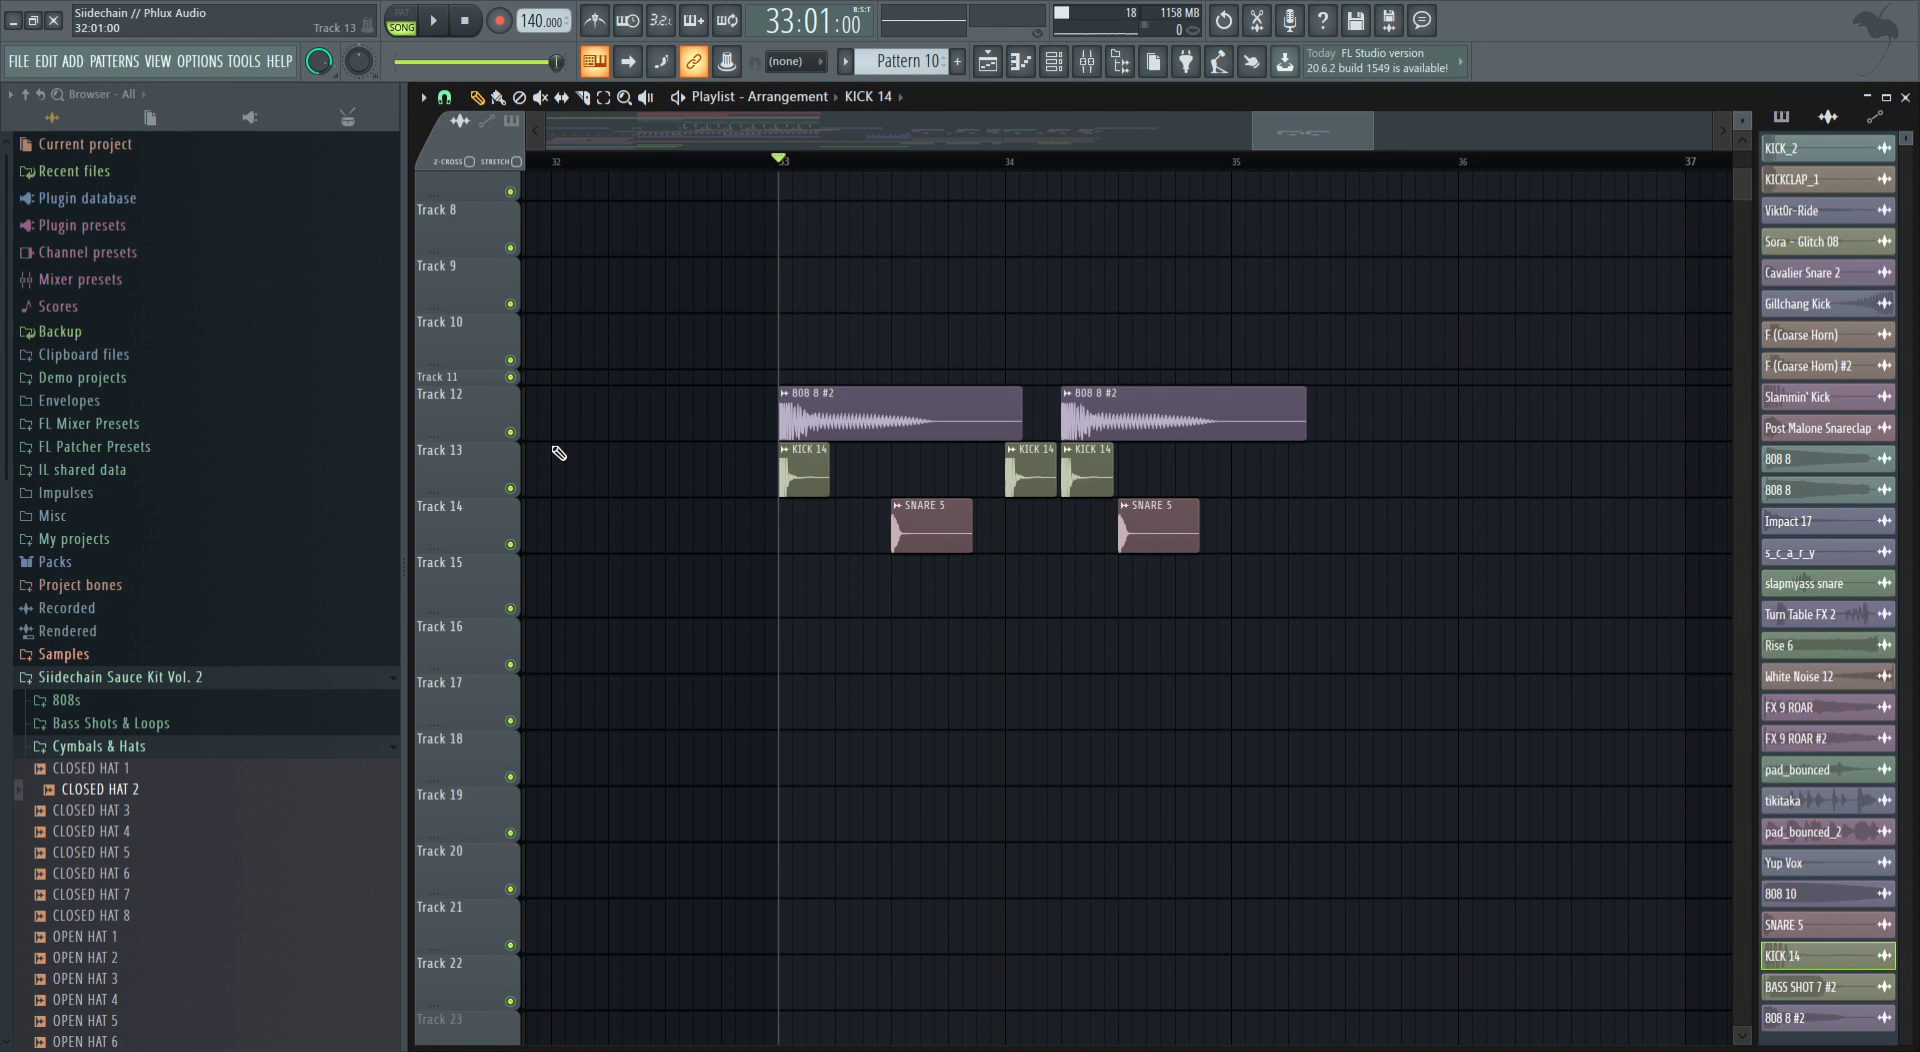 Siidechain // Phlux Audio
32:01:00
Track 13
PAT
SONG
140.000
3.2:
33:01:00
B:S:T
18
1158 MB
0
FILE EDIT ADD PATTERNS VIEW OPTIONS TOOLS HELP
(none)
Pattern 10
+
Today FL Studio version
20.6.2 build 1549 is available!
Browser - All
Playlist - Arrangement
KICK 14
Z-CROSS
STRETCH
32
33
34
35
36
37
Current project
Recent files
Plugin database
Plugin presets
Channel presets
Mixer presets
Scores
Backup
Clipboard files
Demo projects
Envelopes
FL Mixer Presets
FL Patcher Presets
IL shared data
Impulses
Misc
My projects
Packs
Project bones
Recorded
Rendered
Samples
Siidechain Sauce Kit Vol. 2
808s
Bass Shots & Loops
Cymbals & Hats
CLOSED HAT 1
CLOSED HAT 2
CLOSED HAT 3
CLOSED HAT 4
CLOSED HAT 5
CLOSED HAT 6
CLOSED HAT 7
CLOSED HAT 8
OPEN HAT 1
OPEN HAT 2
OPEN HAT 3
OPEN HAT 4
OPEN HAT 5
OPEN HAT 6
Track 8
Track 9
Track 10
Track 11
Track 12
808 8 #2
808 8 #2
Track 13
KICK 14
KICK 14
KICK 14
Track 14
SNARE 5
SNARE 5
Track 15
Track 16
Track 17
Track 18
Track 19
Track 20
Track 21
Track 22
Track 23
KICK_2
KICKCLAP_1
Vikt0r-Ride
Sora - Glitch 08
Cavalier Snare 2
Gillchang Kick
F (Coarse Horn)
F (Coarse Horn) #2
Slammin' Kick
Post Malone Snareclap
808 8
808 8
Impact 17
s_c_a_r_y
slapmyass snare
Turn Table FX 2
Rise 6
White Noise 12
FX 9 ROAR
FX 9 ROAR #2
pad_bounced
tikitaka
pad_bounced_2
Yup Vox
808 10
SNARE 5
KICK 14
BASS SHOT 7 #2
808 8 #2